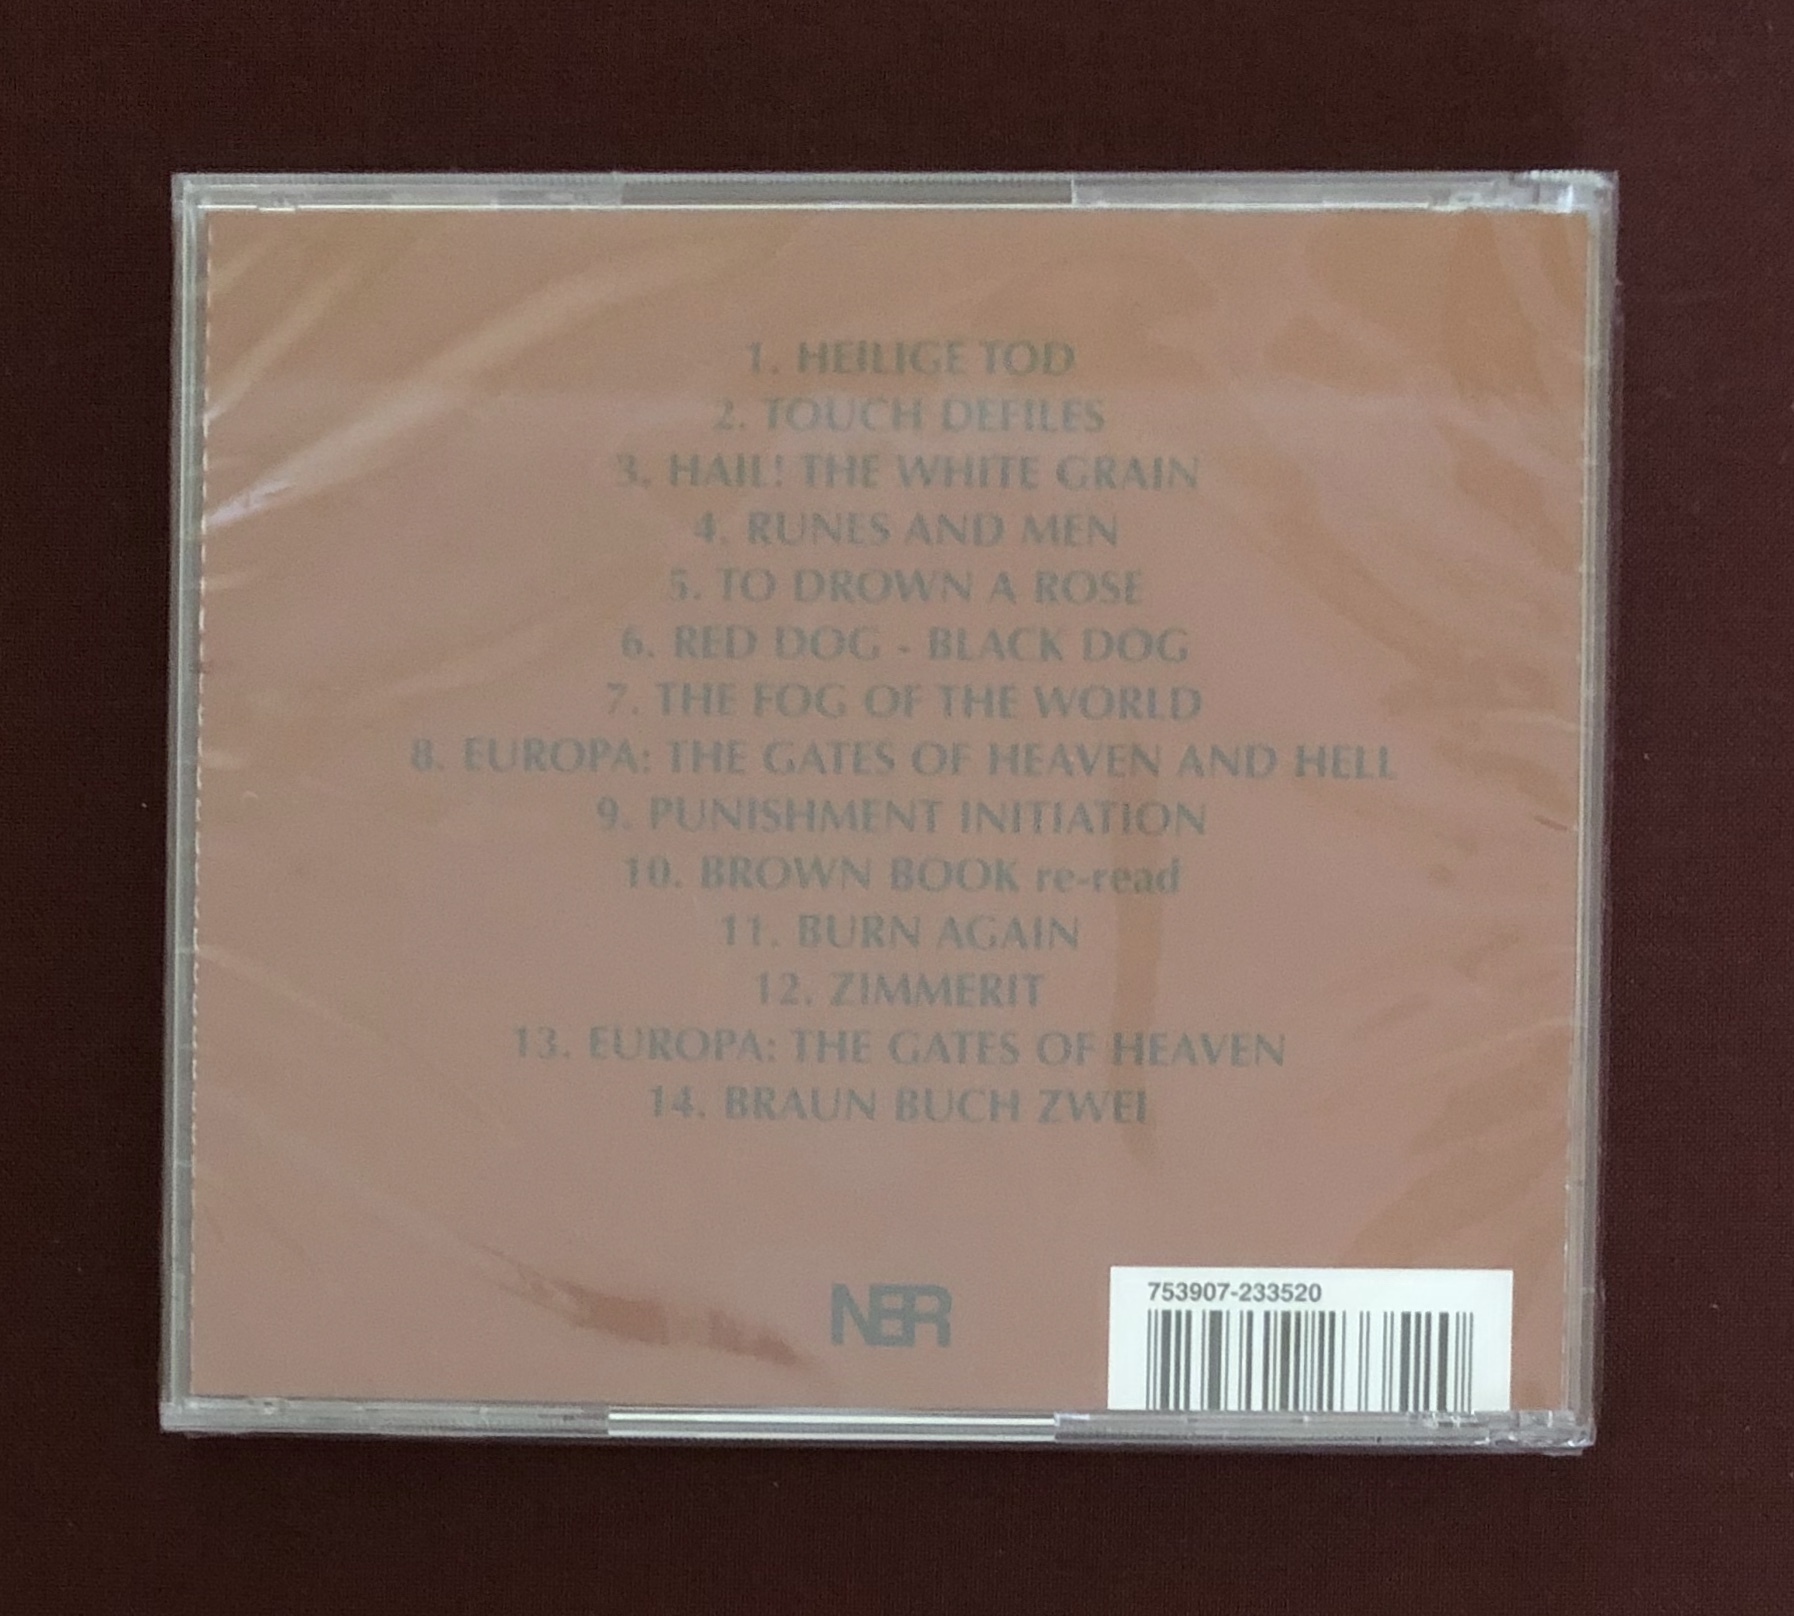 1. HEILIGE TOD
2. TOUCH DEFILES
3. HAIL! THE WHITE GRAIN
4. RUNES AND MEN
5. TO DROWN A ROSE
6. RED DOG - BLACK DOG
7. THE FOG OF THE WORLD
8. EUROPA: THE GATES OF HEAVEN AND HELL
9. PUNISHMENT INITIATION
10. BROWN BOOK re-read
11. BURN AGAIN
12. ZIMMERIT
13. EUROPA: THE GATES OF HEAVEN
14. BRAUN BUCH ZWEI
NER
753907-233520